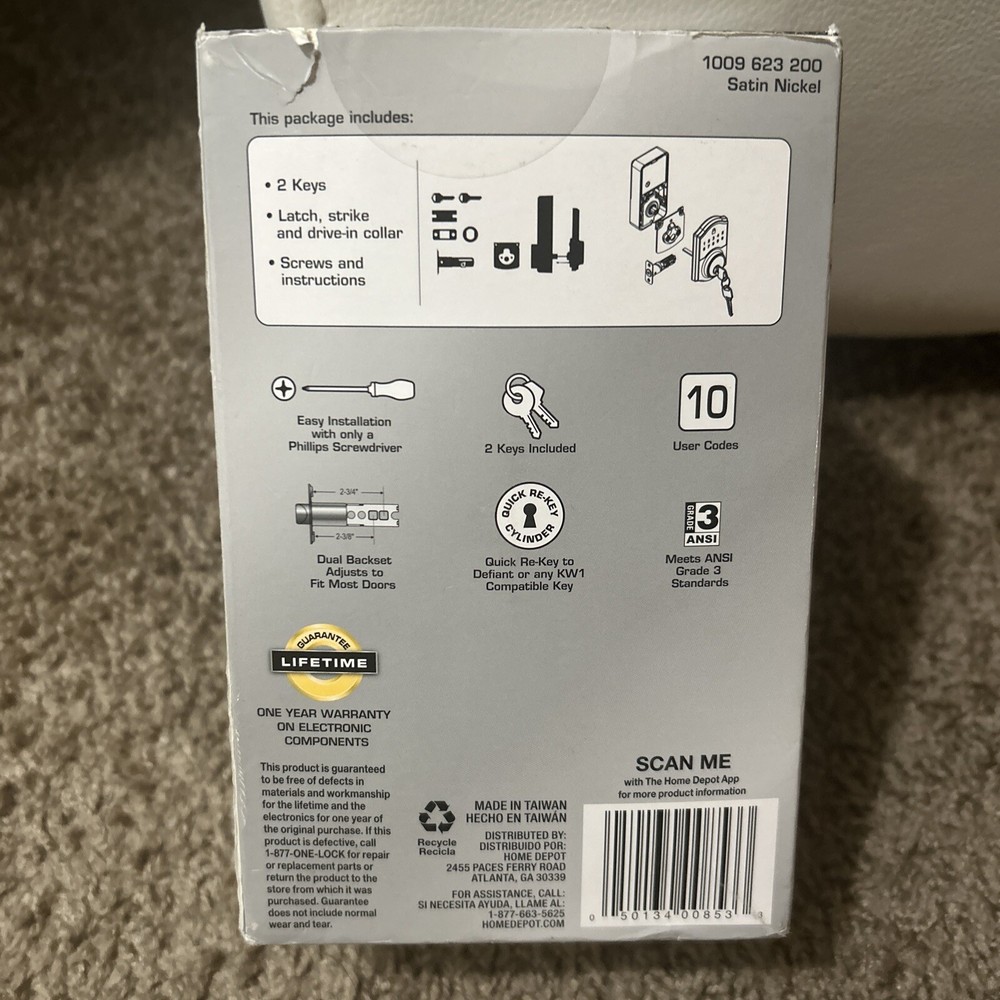 1009 623 200
Satin Nickel
This package includes:
• 2 Keys
• Latch, strike
and drive-in collar
• Screws and
instructions
Easy Installation
with only a
Phillips Screwdriver
2 Keys Included
10
User Codes
2-3/4"
2-3/8"
Dual Backset
Adjusts to
Fit Most Doors
QUICK RE-KEY
CYLINDER
Quick Re-Key to
Defiant or any KW1
Compatible Key
GRADE
3
ANSI
Meets ANSI
Grade 3
Standards
GUARANTEE
LIFETIME
ONE YEAR WARRANTY
ON ELECTRONIC
COMPONENTS
This product is guaranteed
to be free of defects in
materials and workmanship
for the lifetime and the
electronics for one year of
the original purchase. If this
product is defective, call
1-877-ONE-LOCK for repair
or replacement parts or
return the product to the
store from which it was
purchased. Guarantee
does not include normal
wear and tear.
Recycle
Recicla
MADE IN TAIWAN
HECHO EN TAIWÁN
DISTRIBUTED BY:
DISTRIBUIDO POR:
HOME DEPOT
2455 PACES FERRY ROAD
ATLANTA, GA 30339
FOR ASSISTANCE, CALL:
SI NECESITA AYUDA, LLAME AL:
1-877-663-5625
HOMEDEPOT.COM
SCAN ME
with The Home Depot App
for more product information
0 50134 00853